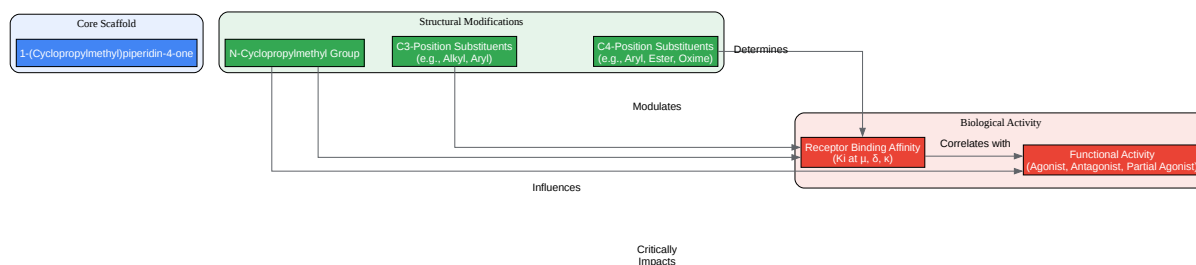 Core Scaffold
1-(Cyclopropylmethyl)piperidin-4-one
Structural Modifications
N-Cyclopropylmethyl Group
C3-Position Substituents
(e.g., Alkyl, Aryl)
C4-Position Substituents
(e.g., Aryl, Ester, Oxime)
Determines
Modulates
Biological Activity
Receptor Binding Affinity
(Ki at μ, δ, κ)
Correlates with
Functional Activity
(Agonist, Antagonist, Partial Agonist)
Influences
Critically
Impacts